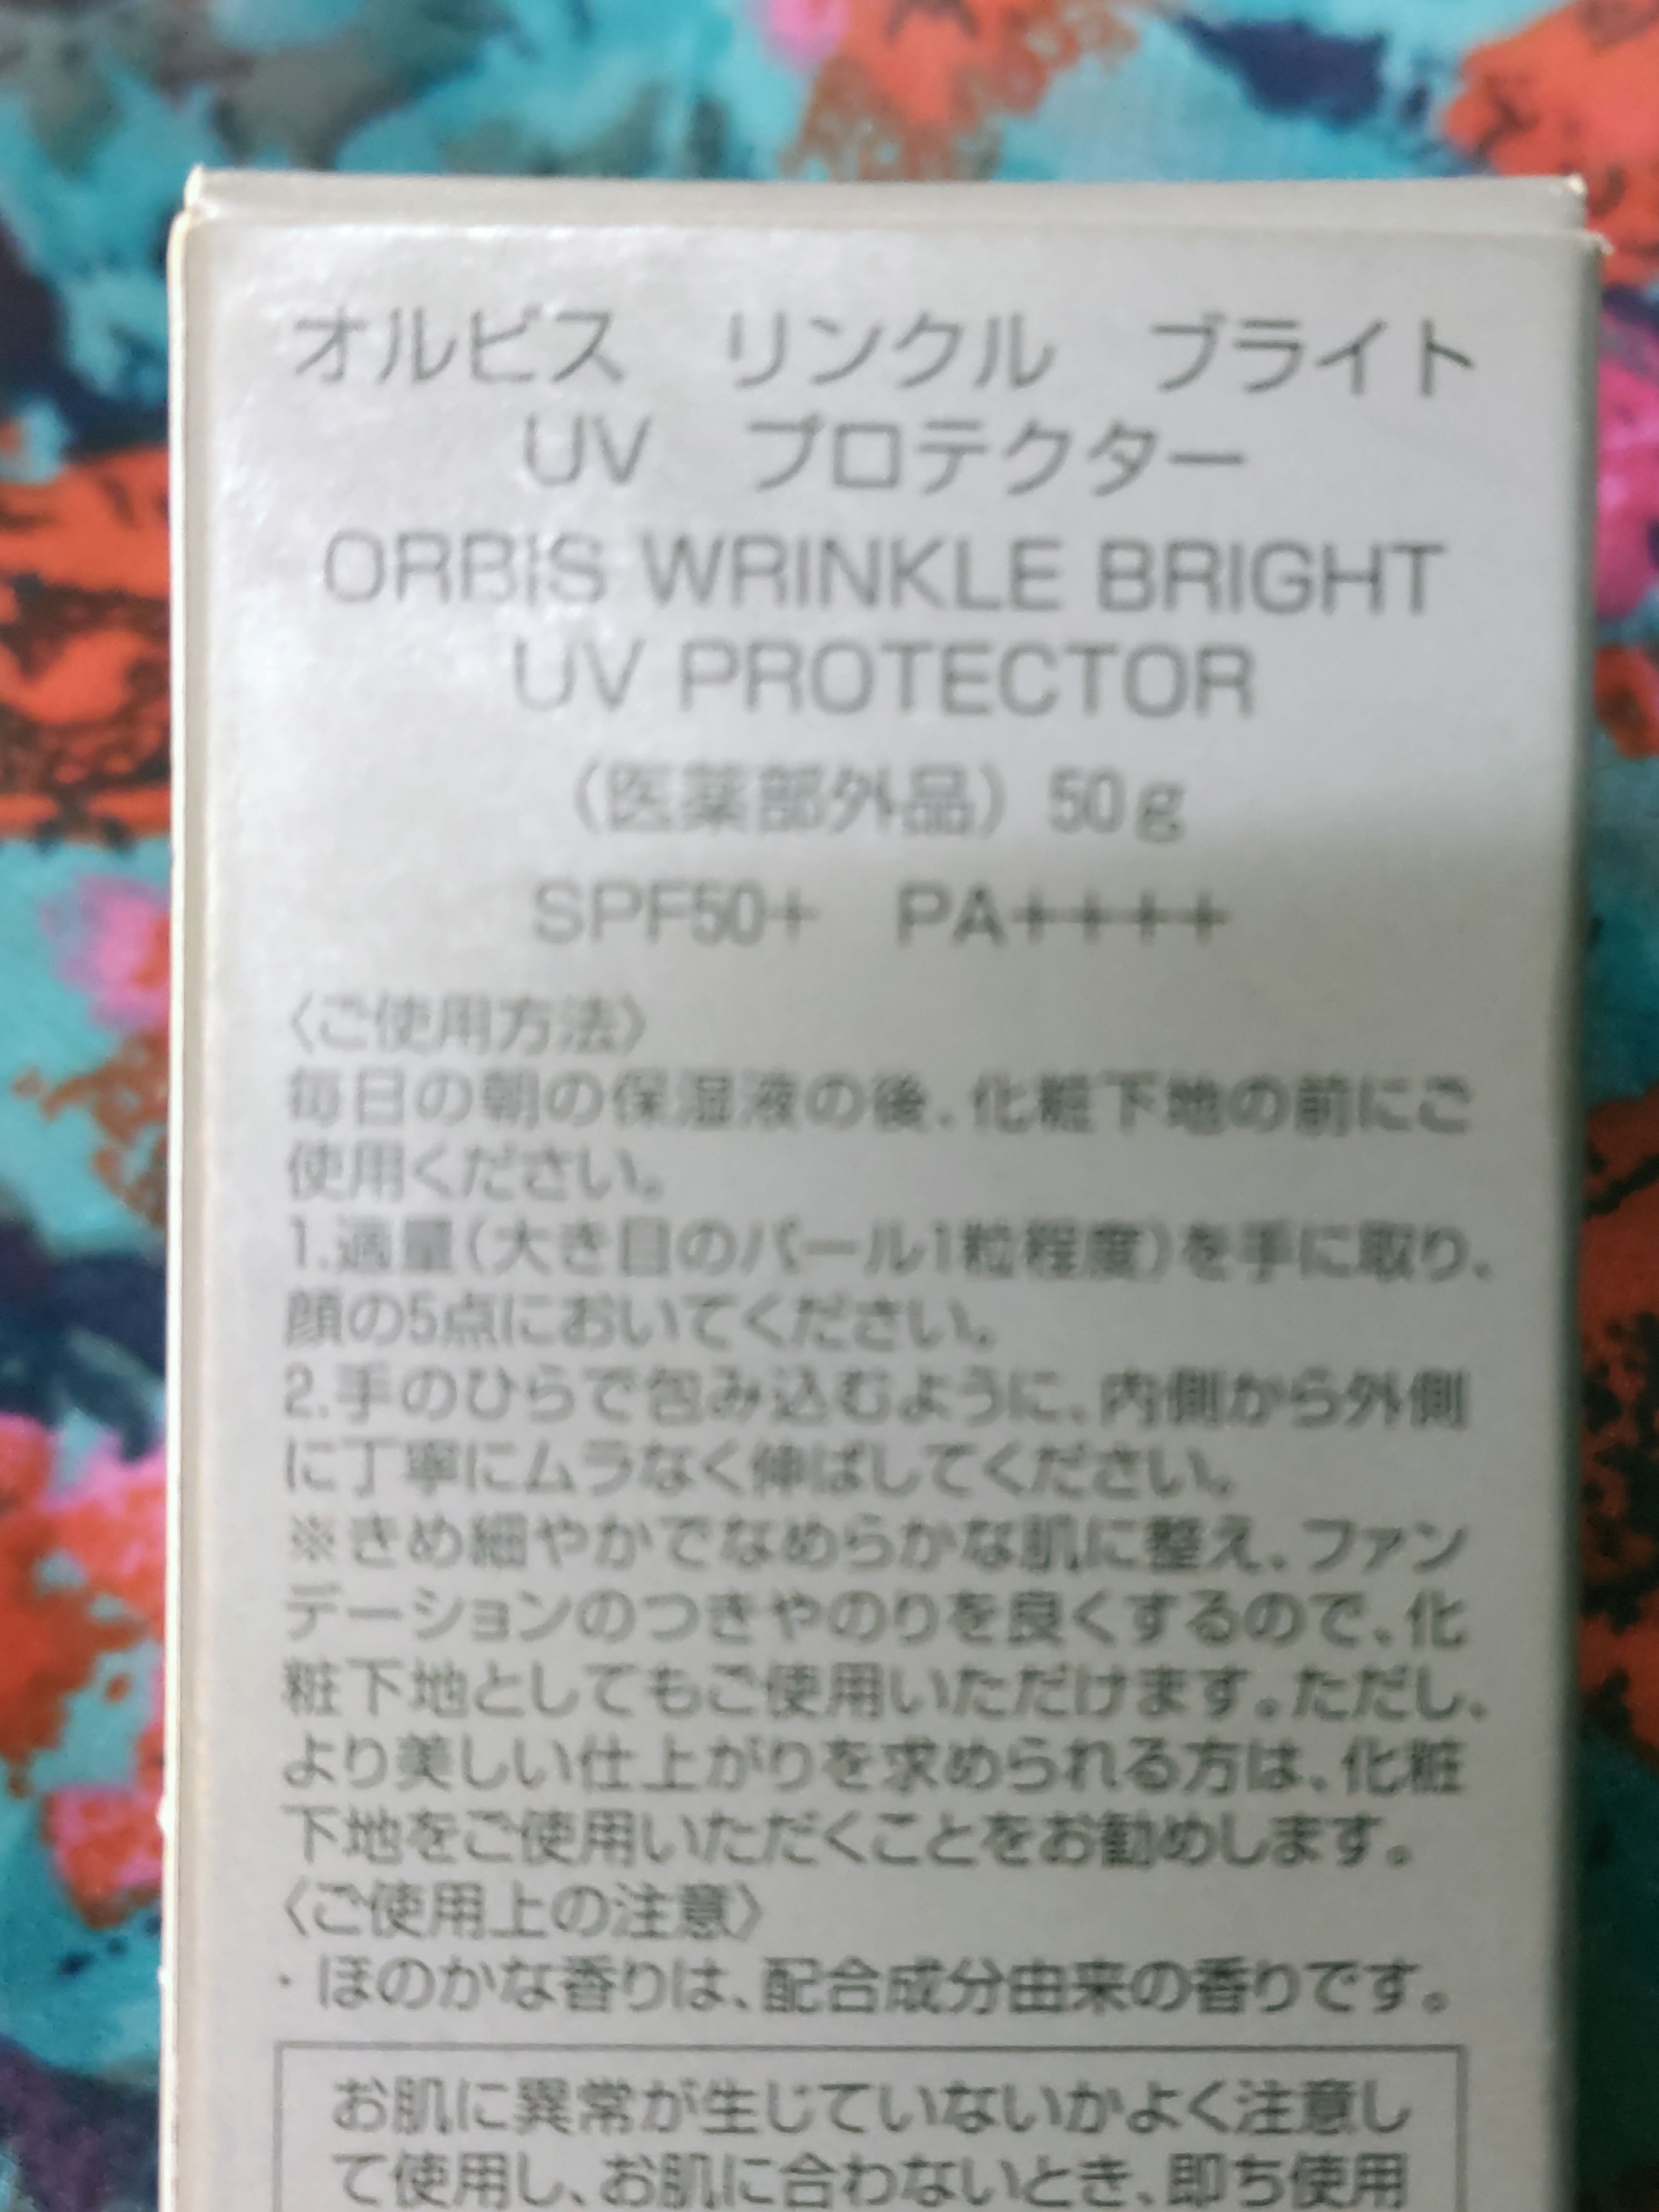 オルビス　リンクル　ブライト
UV　プロテクター
ORBIS WRINKLE BRIGHT
UV PROTECTOR
（医薬部外品）50g
SPF50+　PA++++
〈ご使用方法〉
毎日の朝の保湿液の後、化粧下地の前にご
使用ください。
1.適量（大き目のパール1粒程度）を手に取り、
顔の5点においてください。
2.手のひらで包み込むように、内側から外側
に丁寧にムラなく伸ばしてください。
※きめ細やかでなめらかな肌に整え、ファン
デーションのつきやのりを良くするので、化
粧下地としてもご使用いただけます。ただし、
より美しい仕上がりを求められる方は、化粧
下地をご使用いただくことをお勧めします。
〈ご使用上の注意〉
・ほのかな香りは、配合成分由来の香りです。
お肌に異常が生じていないかよく注意し
て使用し、お肌に合わないとき、即ち使用